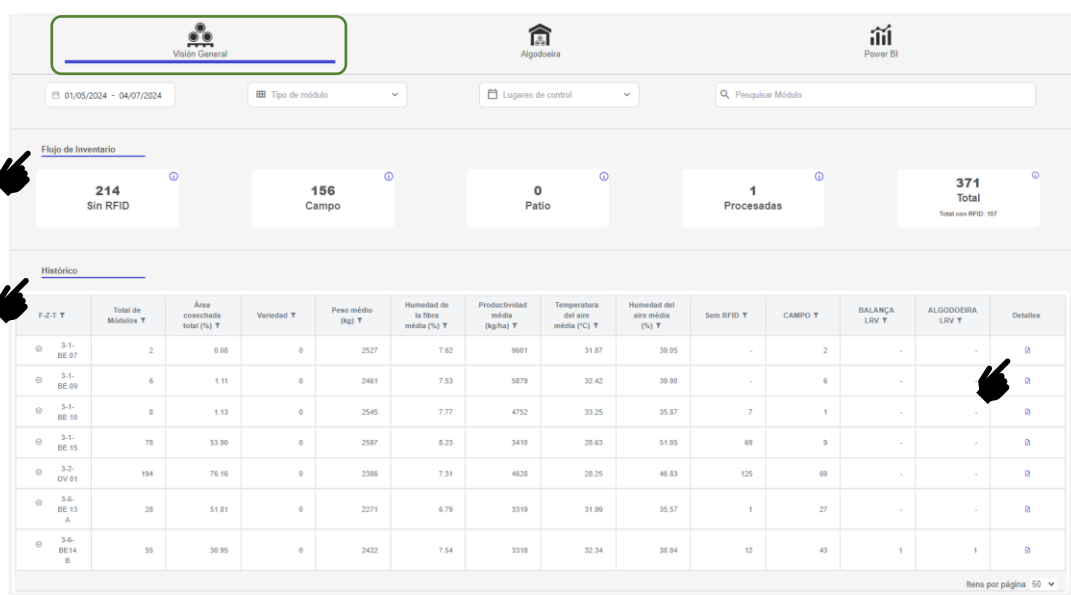 Visión General
Algodoeira
Power BI
01/05/2024 - 04/07/2024
Tipo de módulo
Lugares de control
Pesquisar Módulo
Flujo de Inventario
214
Sin RFID
156
Campo
0
Patio
1
Procesadas
371
Total
Total con RFID: 157
Histórico
F-Z-T
Total de
Módulos
Área
cosechada
total (%)
Variedad
Peso médio
(kg)
Humedad de
la fibra
média (%)
Productividad
média
(kg/ha)
Temperatura
del aire
média (°C)
Humedad del
aire média
(%)
Sem RFID
CAMPO
BALANÇA
LRV
ALGODOEIRA
LRV
Detalles
3-1-
BE 07
2
0.08
0
2527
7.62
9601
31.87
39.05
-
2
-
-
3-1-
BE 09
6
1.11
0
2461
7.53
5879
32.42
39.00
-
6
-
-
3-1-
BE 10
8
1.13
0
2545
7.77
4752
33.25
35.87
7
1
-
-
3-1-
BE 15
78
53.90
0
2597
8.23
3410
28.63
51.05
69
9
-
-
3-2-
DV 01
194
76.16
0
2386
7.31
4628
28.25
46.83
125
69
-
-
3-6-
BE 13
A
28
51.81
0
2271
6.79
3319
31.99
35.57
1
27
-
-
3-6-
BE14
B
55
30.95
0
2422
7.54
3318
32.34
38.04
12
43
1
1
Itens por página 50